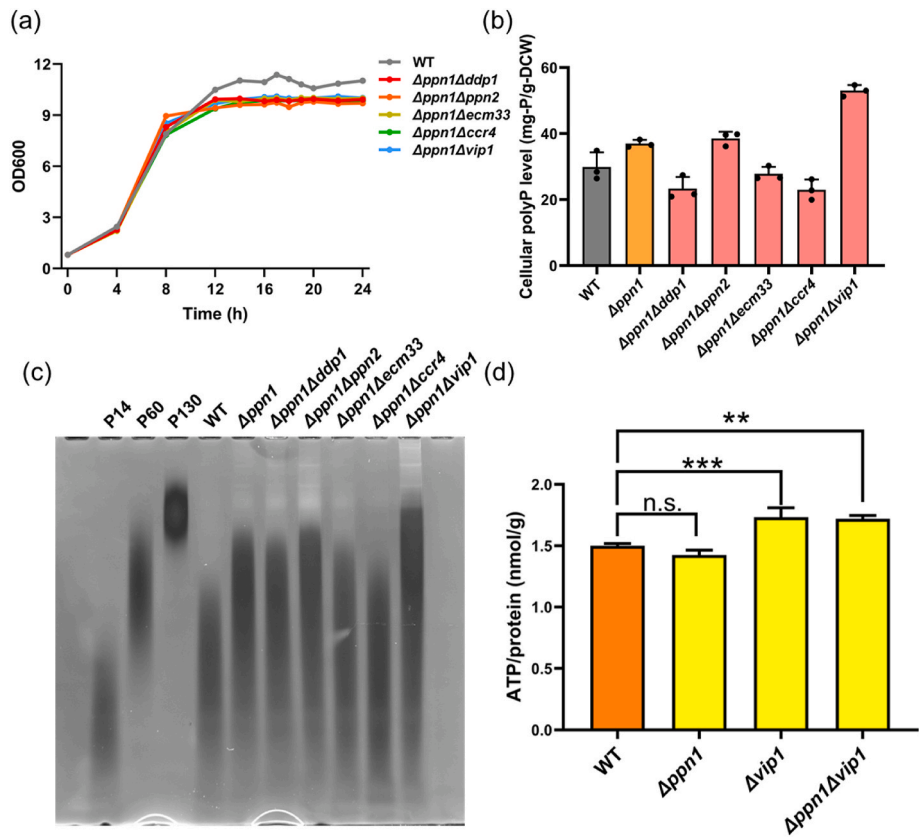 (a)
OD600
12
9
6
3
0
0 4 8 12 16 20 24
Time (h)
WT
Δppn1Δddp1
Δppn1Δppn2
Δppn1Δecm33
Δppn1Δccr4
Δppn1Δvip1
(b)
Cellular polyP level (mg-P/g-DCW)
60
40
20
0
WT
Δppn1
Δppn1Δddp1
Δppn1Δppn2
Δppn1Δecm33
Δppn1Δccr4
Δppn1Δvip1
(c)
P14
P60
P130
WT
Δppn1
Δppn1Δddp1
Δppn1Δppn2
Δppn1Δecm33
Δppn1Δccr4
Δppn1Δvip1
(d)
**
***
n.s.
ATP/protein (nmol/g)
2.0
1.5
1.0
0.5
0.0
WT
Δppn1
Δvip1
Δppn1Δvip1